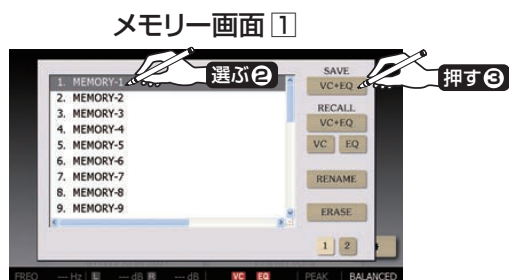 メモリー画面 1
1. MEMORY-1
2. MEMORY-2
3. MEMORY-3
4. MEMORY-4
5. MEMORY-5
6. MEMORY-6
7. MEMORY-7
8. MEMORY-8
9. MEMORY-9
選ぶ❷
SAVE
VC+EQ
押す❸
RECALL
VC+EQ
VC EQ
RENAME
ERASE
1 2
FREQ --- Hz L --- dB R --- dB VC EQ PEAK BALANCED